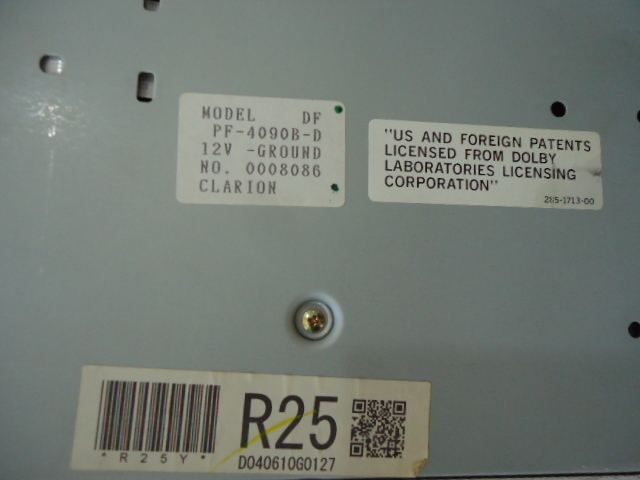 MODEL DF
PF-4090B-D
12V -GROUND
NO. 0008086
CLARION
"US AND FOREIGN PATENTS
LICENSED FROM DOLBY
LABORATORIES LICENSING
CORPORATION"
285-1713-00
*R25Y*
R25
D040610G0127